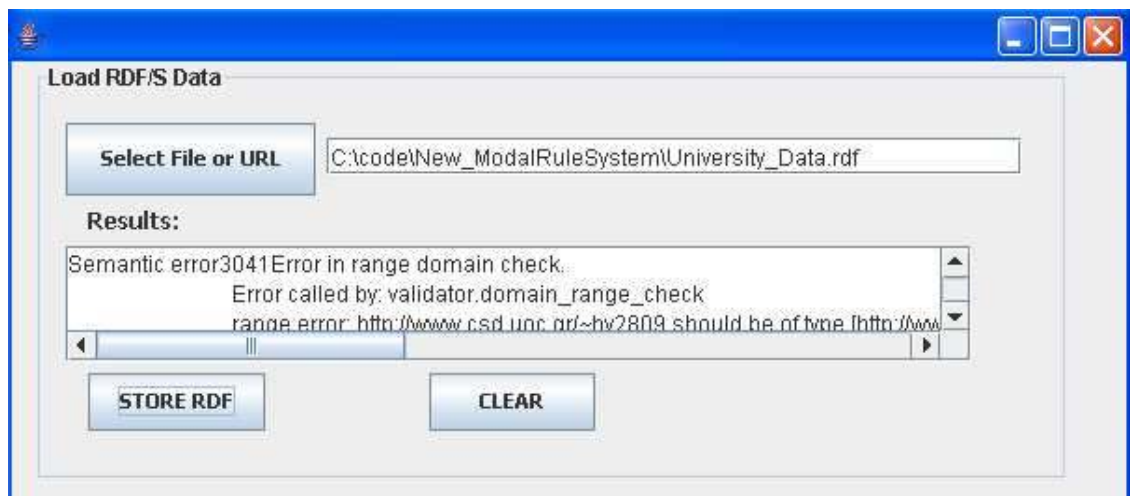 Load RDF/S Data
Select File or URL
C:\code\New_ModalRuleSystem\University_Data.rdf
Results:
Semantic error3041Error in range domain check.
Error called by: validator.domain_range_check
range error: http://www.csd.uoc.gr/~hy2809 should be of type [http://ww
STORE RDF
CLEAR